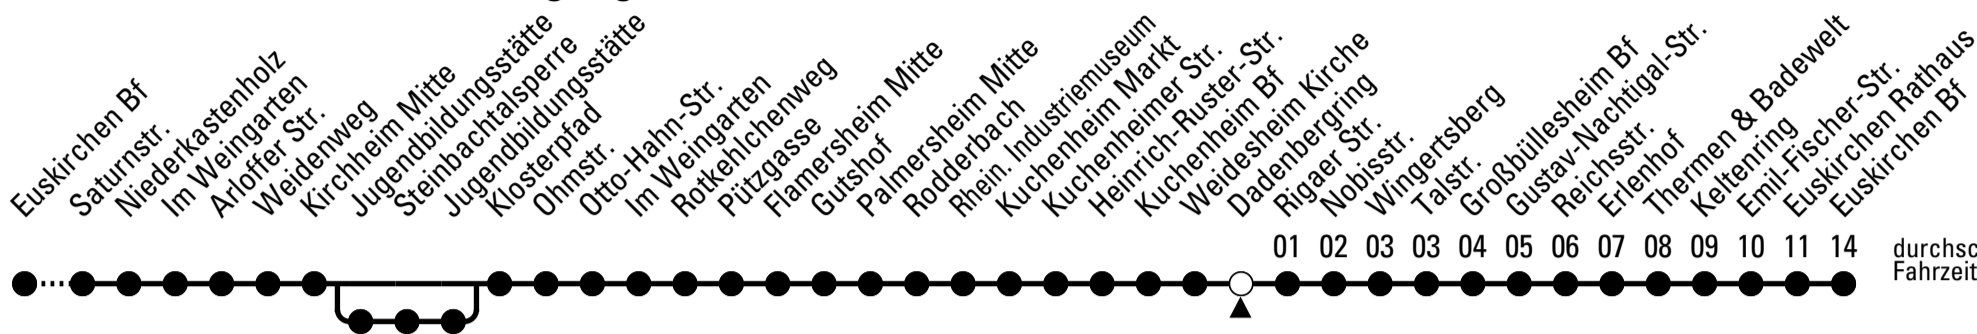 Euskirchen Bf
Saturnstr.
Niederkastenholz
Im Weingarten
Arloffer Str.
Weidenweg
Kirchheim Mitte
Jugendbildungsstätte
Steinbachtalsperre
Jugendbildungsstätte
Klosterpfad
Ohmstr.
Otto-Hahn-Str.
Im Weingarten
Rotkehlchenweg
Pützgasse
Flamersheim Mitte
Gutshof
Palmersheim Mitte
Rodderbach
Rhein. Industriemuseum
Kuchenheim Markt
Kuchenheimer Str.
Heinrich-Ruster-Str.
Kuchenheim Bf
Weidesheim Kirche
Dadenbergring
Rigaer Str.
Nobisstr.
Wingertsberg
Talstr.
Großbüllesheim Bf
Gustav-Nachtigal-Str.
Reichsstr.
Erlenhof
Thermen & Badewelt
Keltenring
Emil-Fischer-Str.
Euskirchen Rathaus
Euskirchen Bf
01 02 03 03 04 05 06 07 08 09 10 11 14
durchsc
Fahrzeit